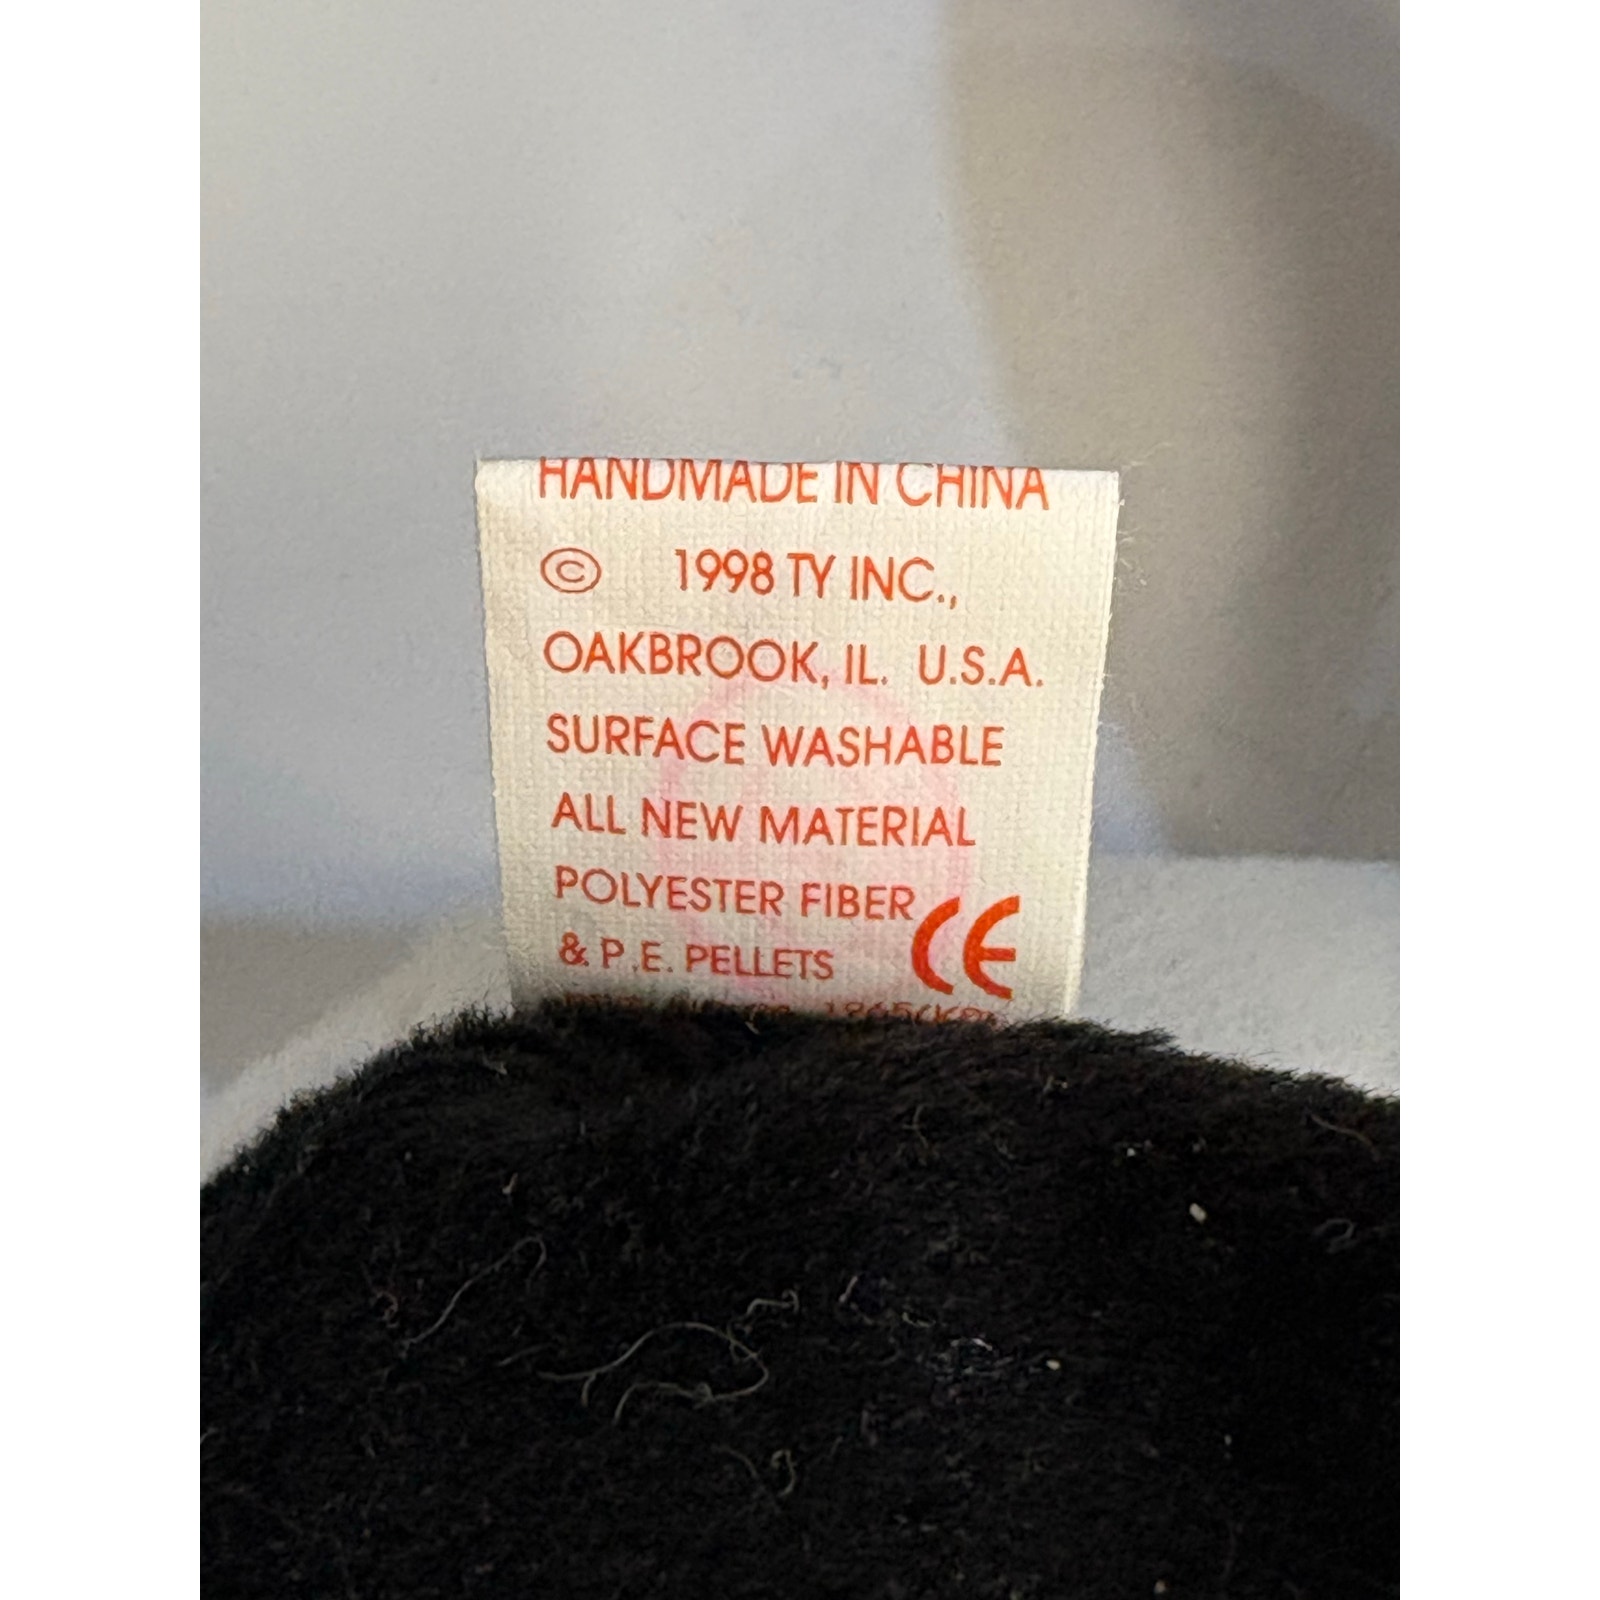 HANDMADE IN CHINA
© 1998 TY INC.,
OAKBROOK, IL. U.S.A.
SURFACE WASHABLE
ALL NEW MATERIAL
POLYESTER FIBER
& P.E. PELLETS
CE